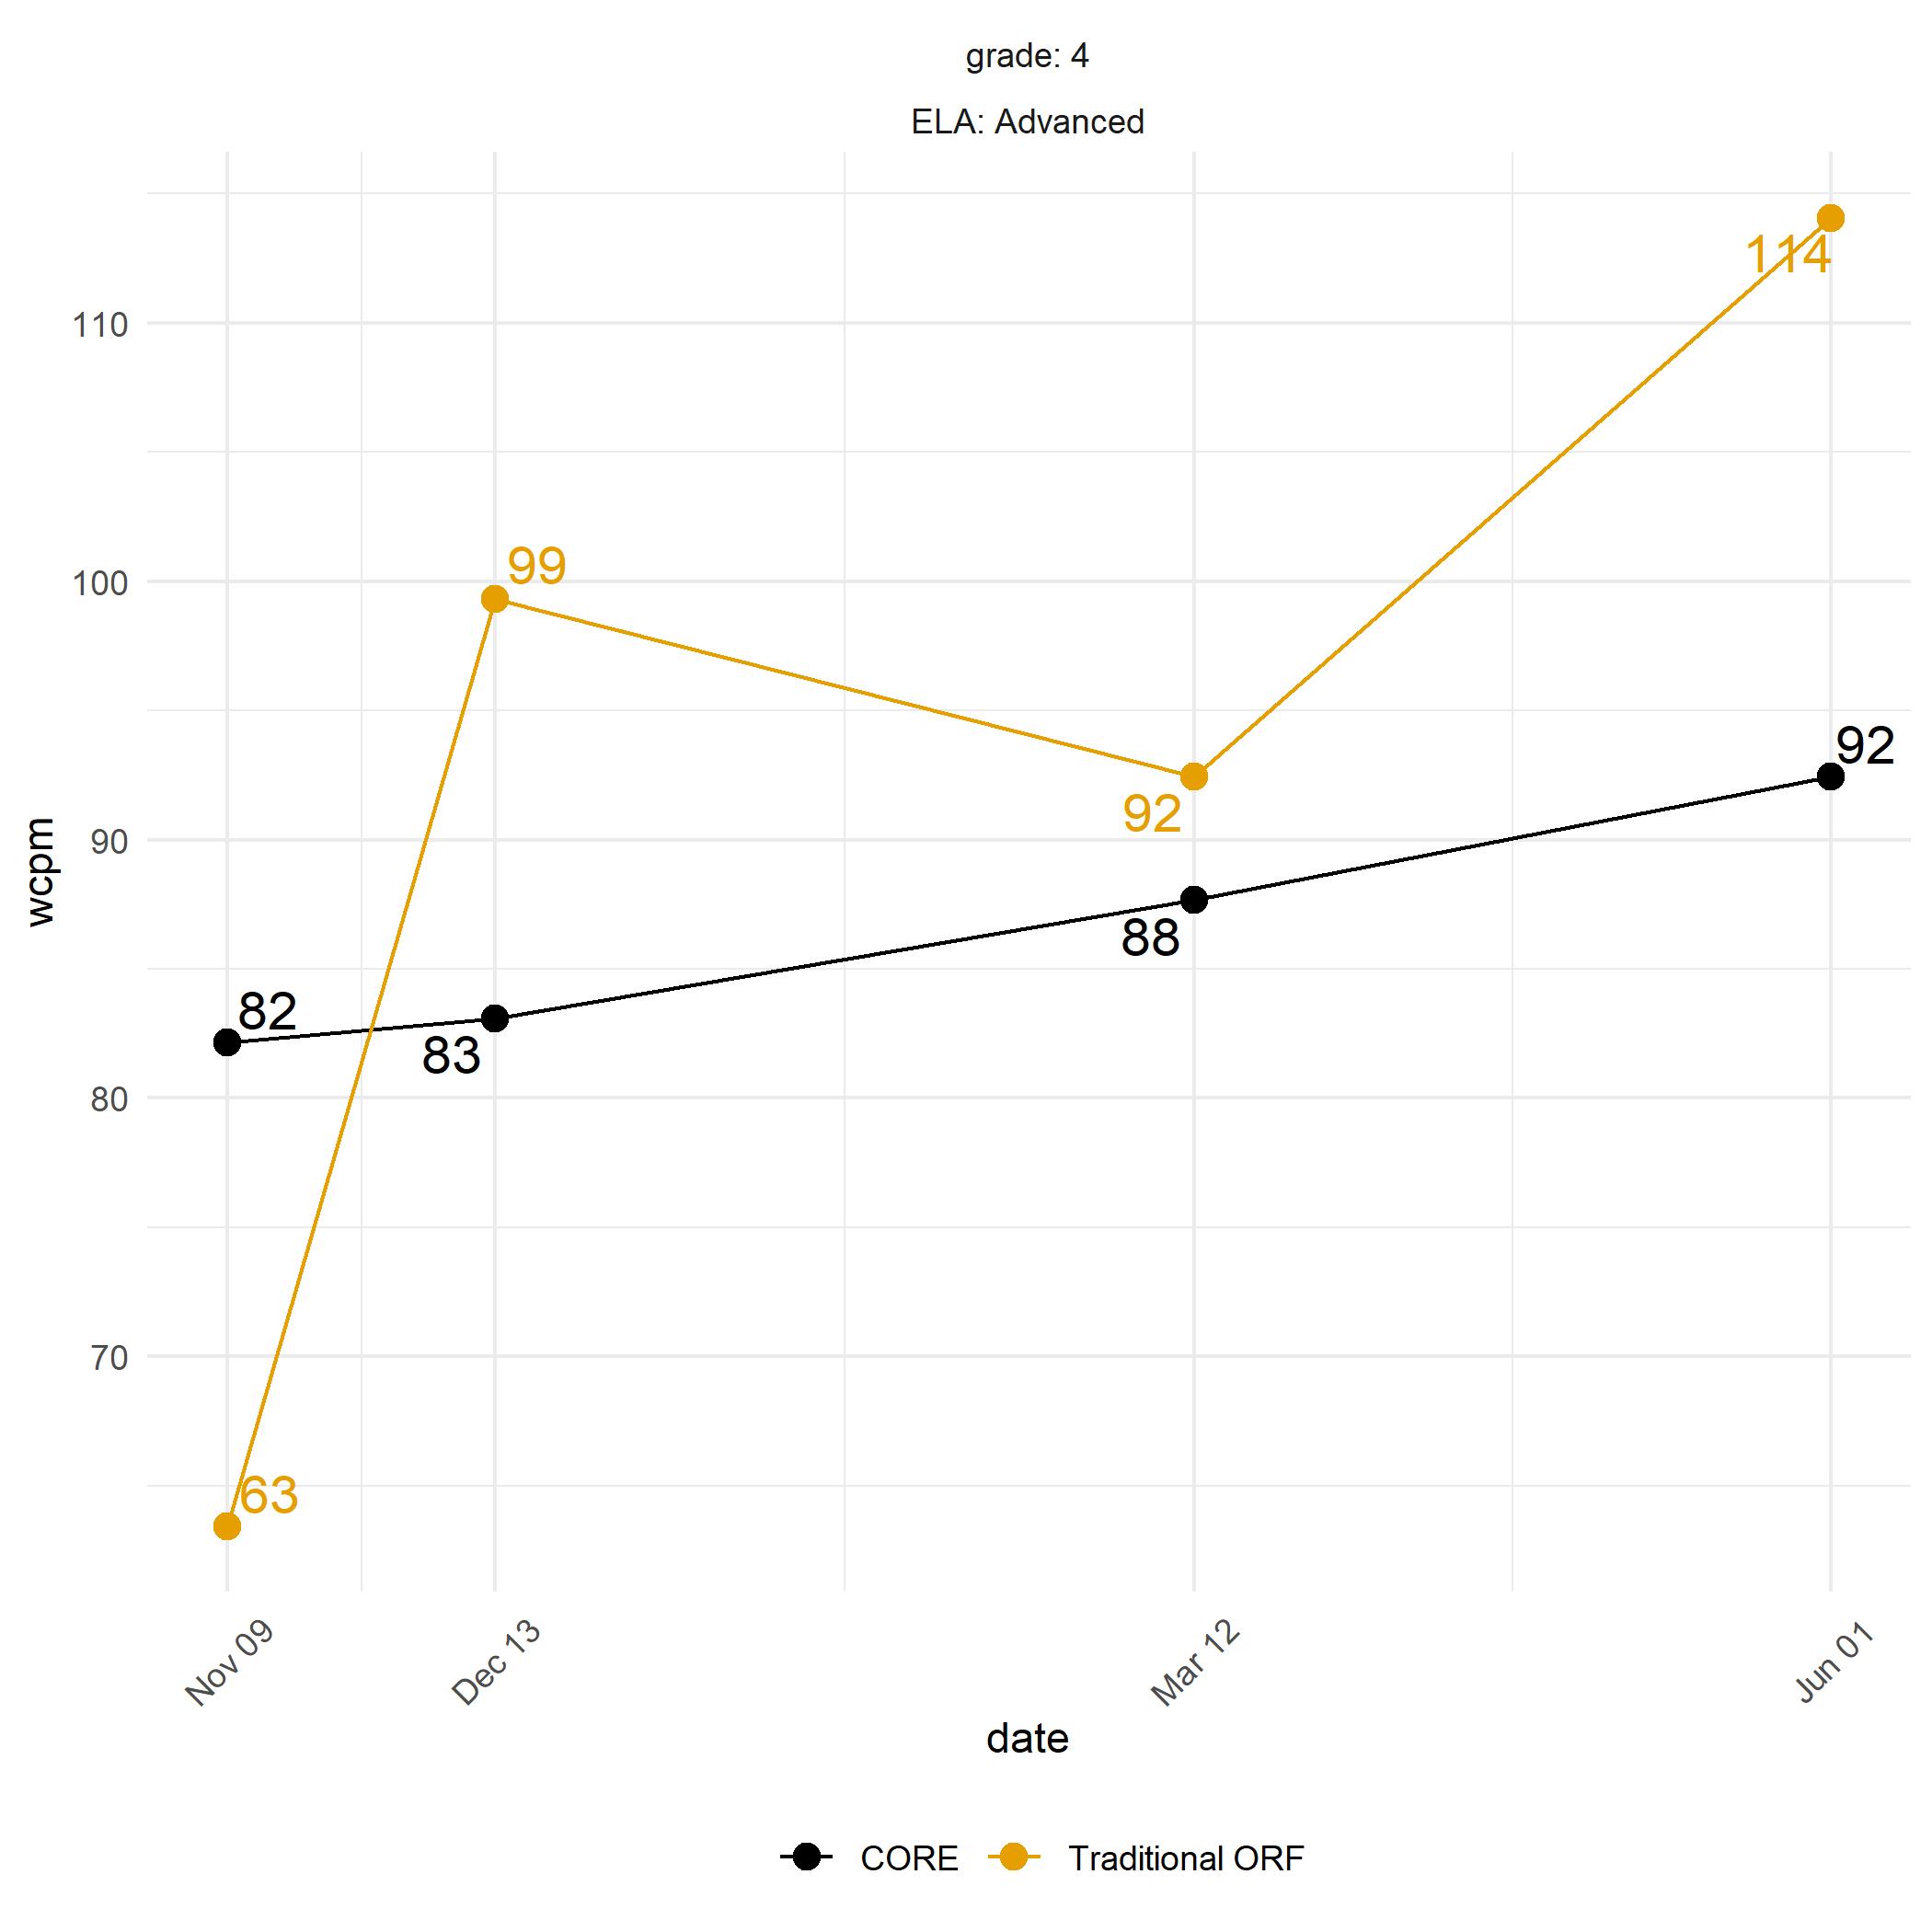 grade: 4
ELA: Advanced
114
110
99
100
92
92
90
wcpm
88
82
83
80
70
63
Nov 09
Dec 13
Mar 12
Jun 01
date
CORE
Traditional ORF